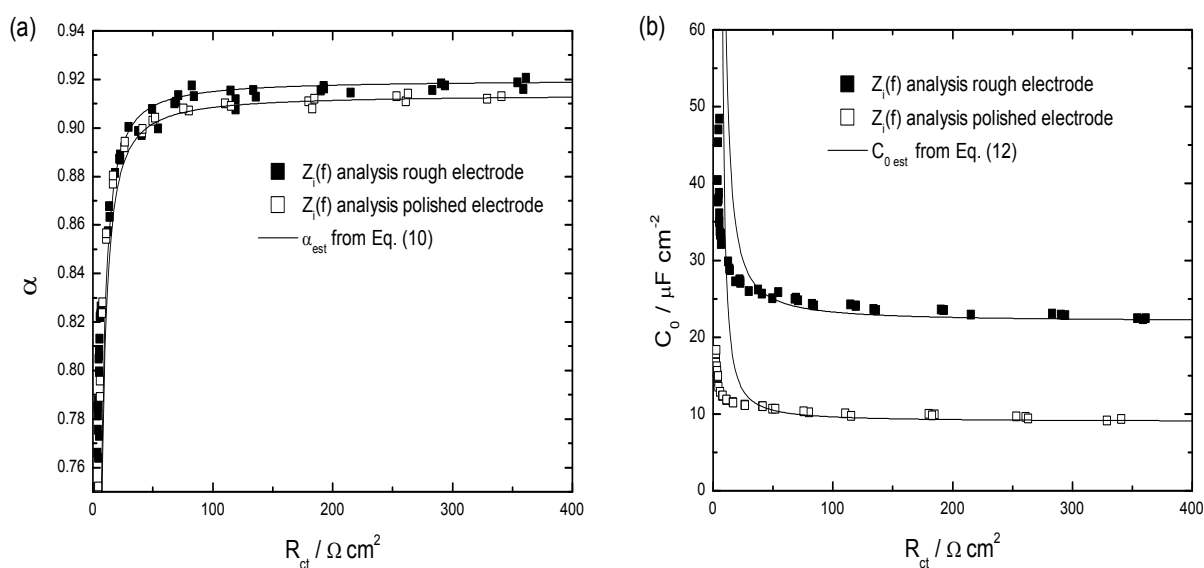 (a)
0.94
0.92
0.90
0.88
0.86
0.84
0.82
0.80
0.78
0.76
α
Z_i(f) analysis rough electrode
Z_i(f) analysis polished electrode
α_est from Eq. (10)
0 100 200 300 400
R_ct / Ω cm²
(b)
60
50
40
30
20
10
0
C_0 / μF cm⁻²
Z_i(f) analysis rough electrode
Z_i(f) analysis polished electrode
C_0 est from Eq. (12)
0 100 200 300 400
R_ct / Ω cm²